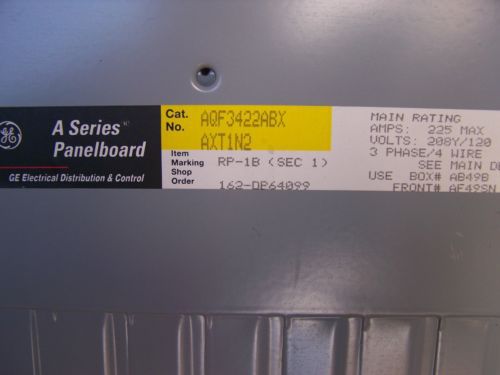 GE
A Series™
Panelboard
GE Electrical Distribution & Control
Cat. No. AQF3422ABX
AXT1N2
Item Marking RP-1B (SEC 1)
Shop Order 162-DP64099
MAIN RATING
AMPS: 225 MAX
VOLTS: 208Y/120
3 PHASE/4 WIRE
SEE MAIN
USE BOX# AB49B
FRONT# AF49SN